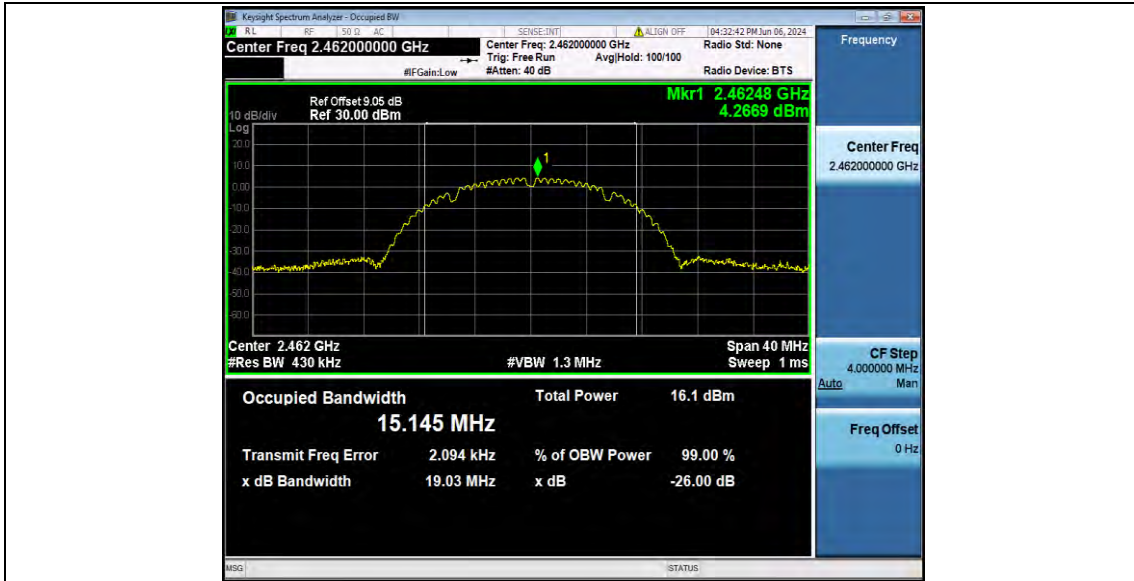 Keysight Spectrum Analyzer - Occupied BW
RL RF 50 Ω AC SENSE:INT ALIGN OFF 04:32:42 PM Jun 06, 2024
Center Freq 2.462000000 GHz
Center Freq: 2.462000000 GHz Radio Std: None
Trig: Free Run Avg|Hold: 100/100
#IFGain:Low #Atten: 40 dB Radio Device: BTS
Frequency
Mkr1 2.46248 GHz
4.2669 dBm
Ref Offset 9.05 dB
10 dB/div Ref 30.00 dBm
Log
20.0
10.0
0.00
-10.0
-20.0
-30.0
-40.0
-50.0
-60.0
1
Center 2.462 GHz Span 40 MHz
#Res BW 430 kHz #VBW 1.3 MHz Sweep 1 ms
Center Freq
2.462000000 GHz
CF Step
4.000000 MHz
Auto Man
Freq Offset
0 Hz
Occupied Bandwidth Total Power 16.1 dBm
15.145 MHz
Transmit Freq Error 2.094 kHz % of OBW Power 99.00 %
x dB Bandwidth 19.03 MHz x dB -26.00 dB
MSG STATUS